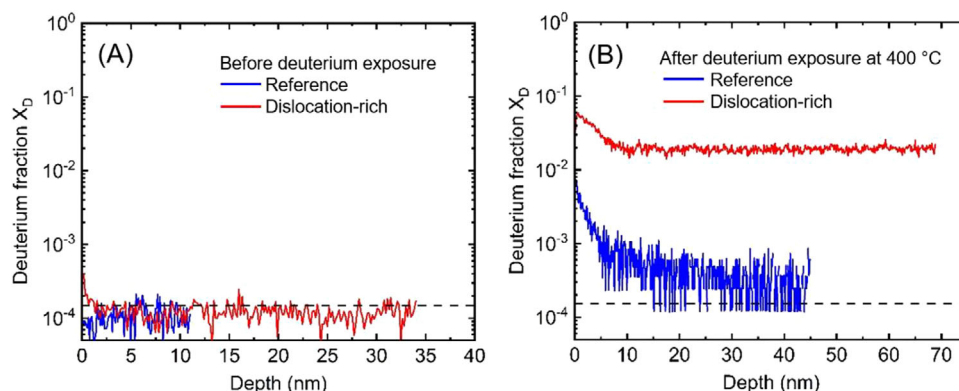 (A)
Before deuterium exposure
Reference
Dislocation-rich
Deuterium fraction X_D
10^0
10^-1
10^-2
10^-3
10^-4
0 5 10 15 20 25 30 35 40
Depth (nm)
(B)
After deuterium exposure at 400 °C
Reference
Dislocation-rich
Deuterium fraction X_D
10^0
10^-1
10^-2
10^-3
10^-4
0 10 20 30 40 50 60 70
Depth (nm)